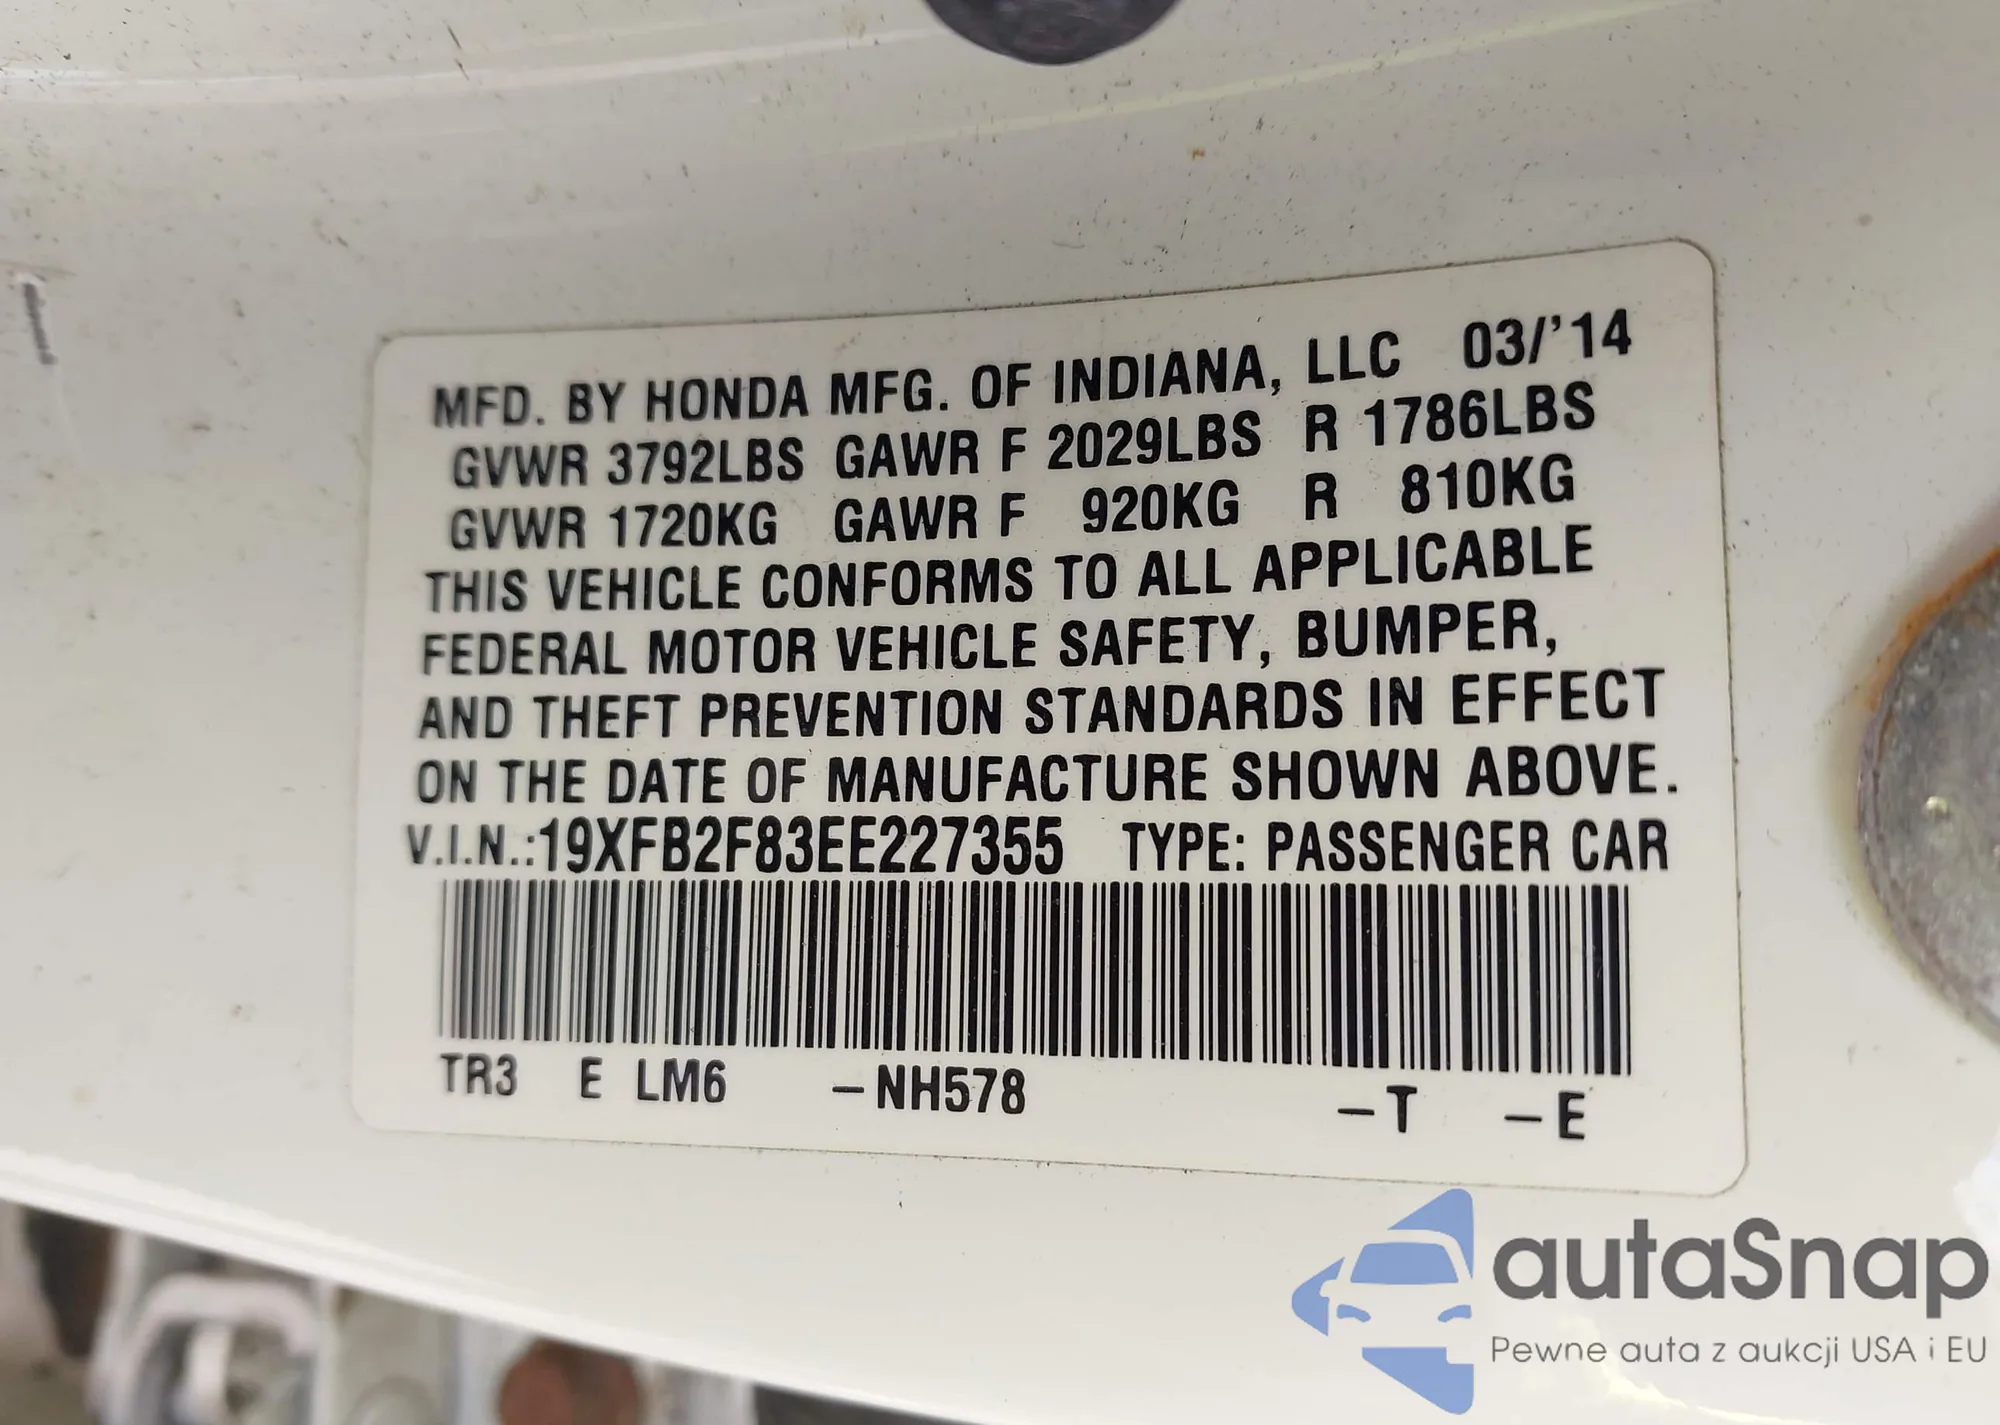 MFD. BY HONDA MFG. OF INDIANA, LLC 03/'14
GVWR 3792LBS GAWR F 2029LBS R 1786LBS
GVWR 1720KG GAWR F 920KG R 810KG
THIS VEHICLE CONFORMS TO ALL APPLICABLE
FEDERAL MOTOR VEHICLE SAFETY, BUMPER,
AND THEFT PREVENTION STANDARDS IN EFFECT
ON THE DATE OF MANUFACTURE SHOWN ABOVE.
V.I.N.:19XFB2F83EE227355 TYPE: PASSENGER CAR
TR3 E LM6 –NH578 –T –E
autaSnap
Pewne auta z aukcji USA i EU